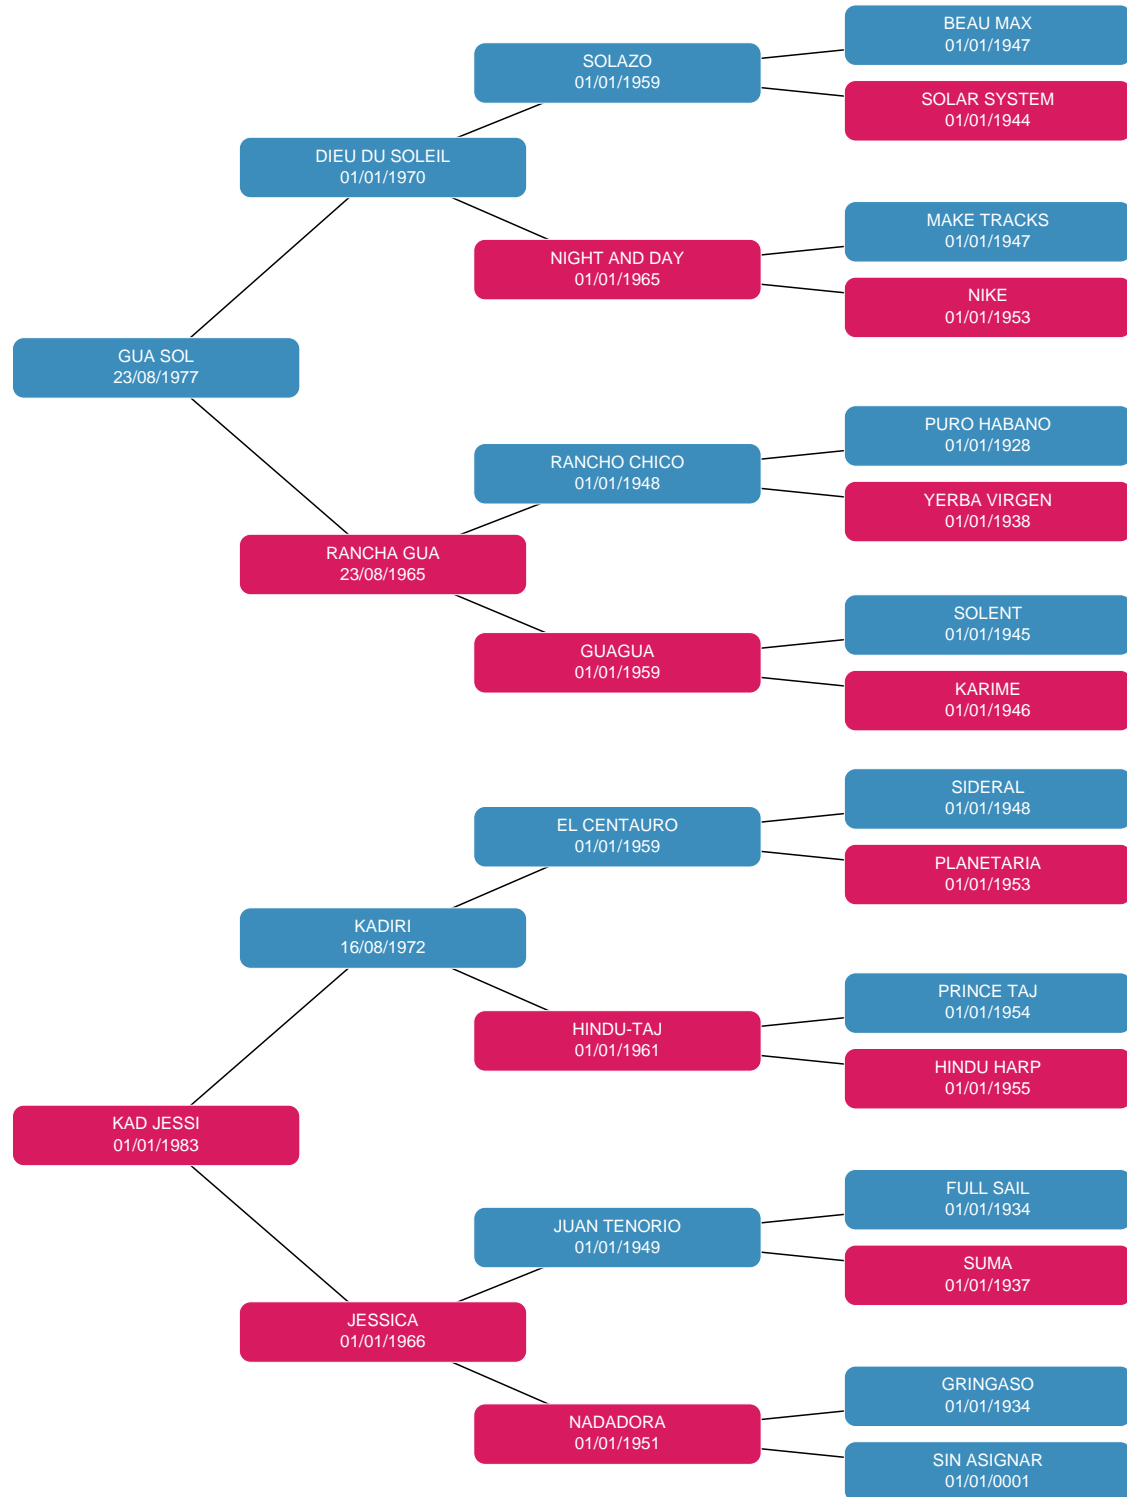 BEAU MAX
01/01/1947
SOLAZO
01/01/1959
SOLAR SYSTEM
01/01/1944
DIEU DU SOLEIL
01/01/1970
MAKE TRACKS
01/01/1947
NIGHT AND DAY
01/01/1965
NIKE
01/01/1953
GUA SOL
23/08/1977
PURO HABANO
01/01/1928
RANCHO CHICO
01/01/1948
YERBA VIRGEN
01/01/1938
RANCHA GUA
23/08/1965
SOLENT
01/01/1945
GUAGUA
01/01/1959
KARIME
01/01/1946
SIDERAL
01/01/1948
EL CENTAURO
01/01/1959
PLANETARIA
01/01/1953
KADIRI
16/08/1972
PRINCE TAJ
01/01/1954
HINDU-TAJ
01/01/1961
HINDU HARP
01/01/1955
KAD JESSI
01/01/1983
FULL SAIL
01/01/1934
JUAN TENORIO
01/01/1949
SUMA
01/01/1937
JESSICA
01/01/1966
GRINGASO
01/01/1934
NADADORA
01/01/1951
SIN ASIGNAR
01/01/0001